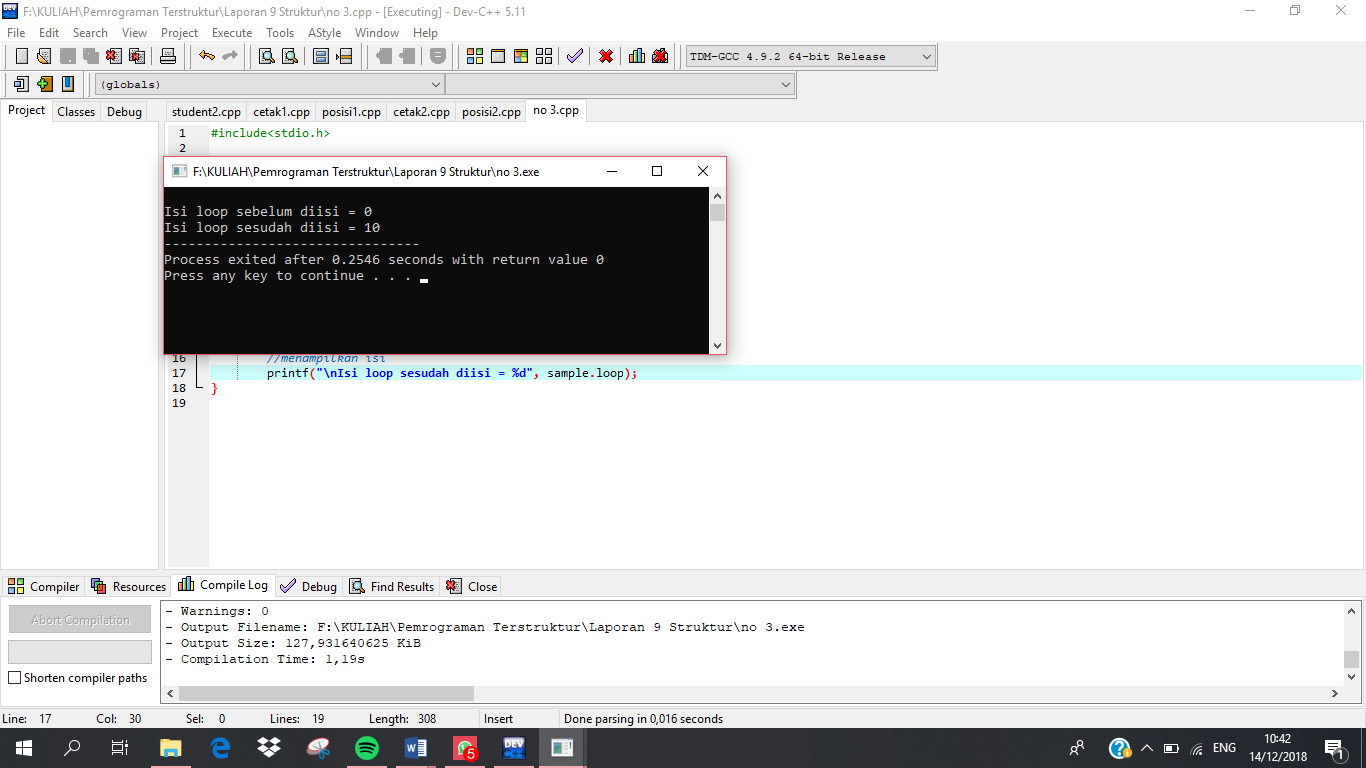 F:\KULIAH\Pemrograman Terstruktur\Laporan 9 Struktur\no 3.cpp - [Executing] - Dev-C++ 5.11
File Edit Search View Project Execute Tools AStyle Window Help
TDM-GCC 4.9.2 64-bit Release
(globals)
Project Classes Debug
student2.cpp cetak1.cpp posisi1.cpp cetak2.cpp posisi2.cpp no 3.cpp
1 #include<stdio.h>
2
F:\KULIAH\Pemrograman Terstruktur\Laporan 9 Struktur\no 3.exe
Isi loop sebelum diisi = 0
Isi loop sesudah diisi = 10
--------------------------------
Process exited after 0.2546 seconds with return value 0
Press any key to continue . . .
16 //menampilkan isi
17 printf("\nIsi loop sesudah diisi = %d", sample.loop);
18 }
19
Compiler Resources Compile Log Debug Find Results Close
Abort Compilation
Shorten compiler paths
- Warnings: 0
- Output Filename: F:\KULIAH\Pemrograman Terstruktur\Laporan 9 Struktur\no 3.exe
- Output Size: 127,931640625 KiB
- Compilation Time: 1,19s
Line: 17 Col: 30 Sel: 0 Lines: 19 Length: 308 Insert Done parsing in 0,016 seconds
5
DEV
ENG
10:42
14/12/2018
1